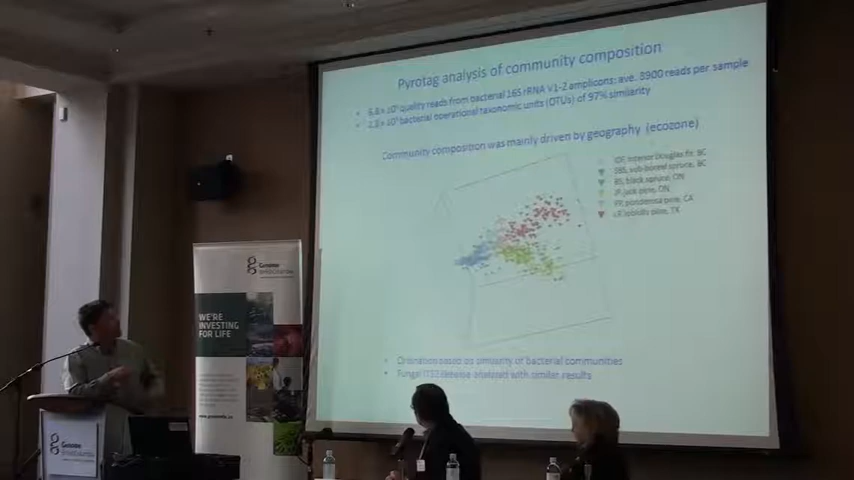 Pyrotag analysis of community composition
quality reads from bacterial 16S rRNA V1-2 amplicons: ave. 8900 reads per sample
bacterial operational taxonomic units (OTUs) of 97% similarity
Community composition was mainly driven by geography (ecozone)
IDF, interior Douglas fir, BC
SBS, sub-boreal spruce, BC
BS, black spruce, ON
JP, jack pine, ON
PP, ponderosa pine, CA
LP, loblolly pine, TX
Ordination based on similarity of bacterial communities
Fungal ITS2 likewise analyzed with similar results
Genome
WE'RE
INVESTING
FOR LIFE
Genome